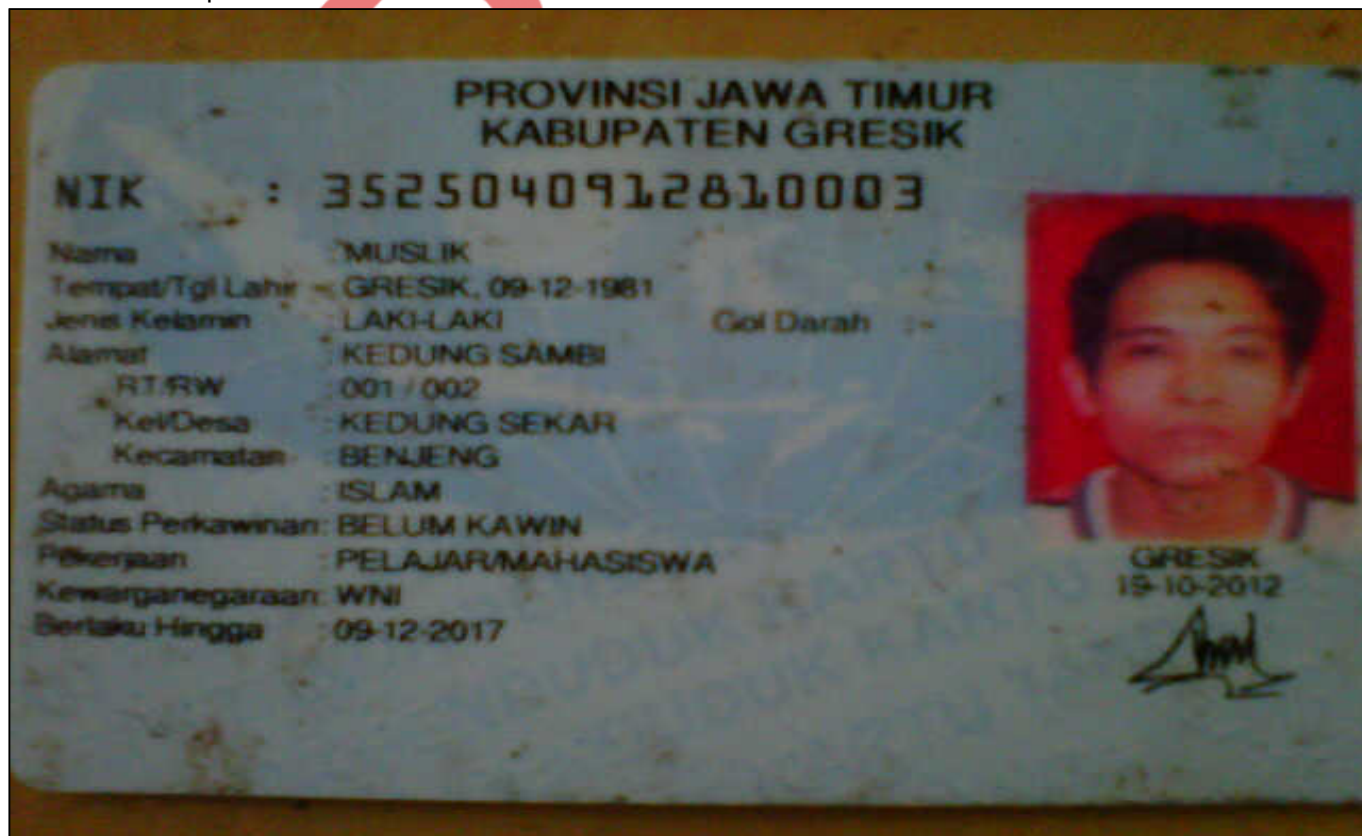 PROVINSI JAWA TIMUR
KABUPATEN GRESIK
NIK : 3525040912810003
Nama : MUSLIK
Tempat/Tgl Lahir : GRESIK, 09-12-1981
Jenis Kelamin : LAKI-LAKI Gol Darah :-
Alamat : KEDUNG SAMBI
RT/RW : 001 / 002
Kel/Desa : KEDUNG SEKAR
Kecamatan : BENJENG
Agama : ISLAM
Status Perkawinan: BELUM KAWIN
Pekerjaan : PELAJAR/MAHASISWA
Kewarganegaraan: WNI
Berlaku Hingga : 09-12-2017
GRESIK
19-10-2012